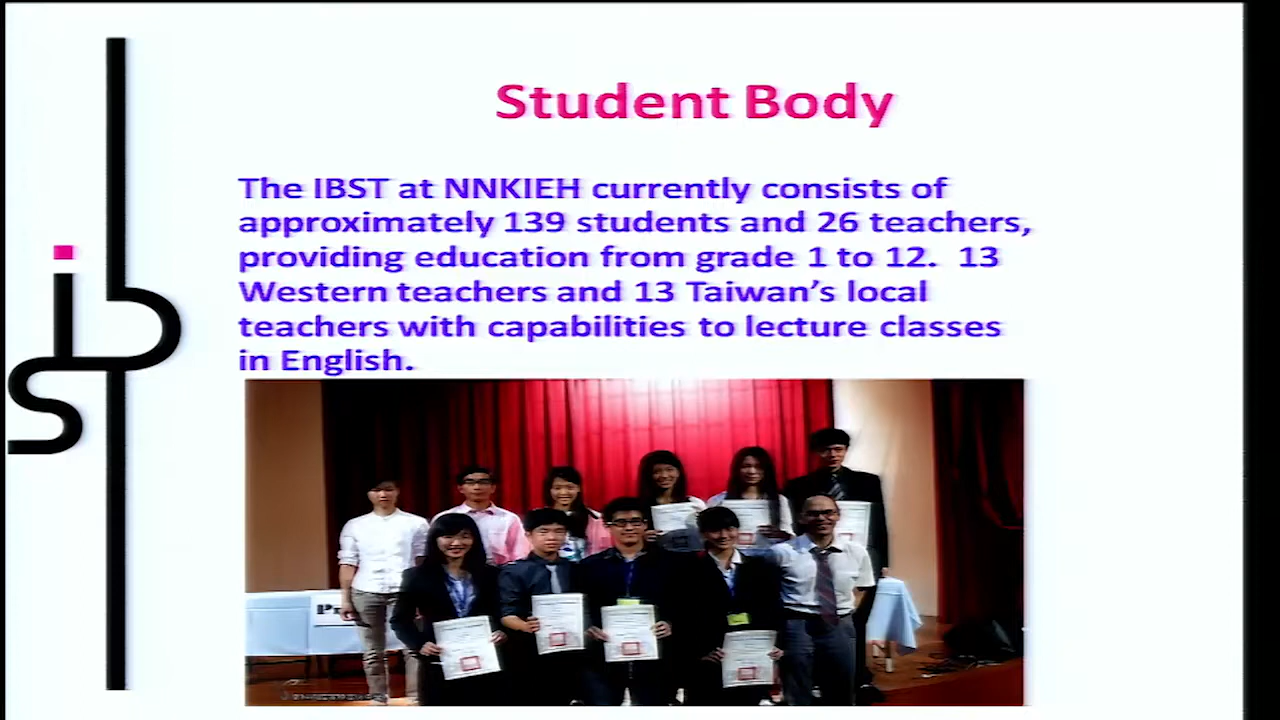 Student Body
The IBST at NNKIEH currently consists of
approximately 139 students and 26 teachers,
providing education from grade 1 to 12.  13
Western teachers and 13 Taiwan’s local
teachers with capabilities to lecture classes
in English.
ibst